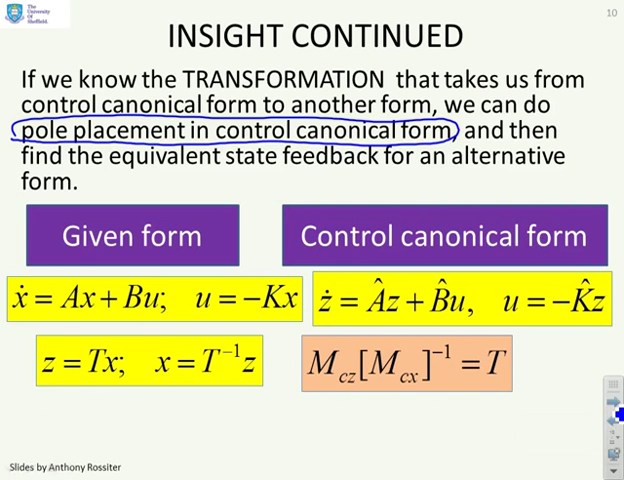 The
University
Of
Sheffield.
10
INSIGHT CONTINUED
If we know the TRANSFORMATION that takes us from
control canonical form to another form, we can do
pole placement in control canonical form, and then
find the equivalent state feedback for an alternative
form.
Given form
Control canonical form
ẋ = Ax + Bu; u = −Kx
ż = Âz + B̂u, u = −K̂z
z = Tx; x = T⁻¹z
M_cz[M_cx]⁻¹ = T
Slides by Anthony Rossiter